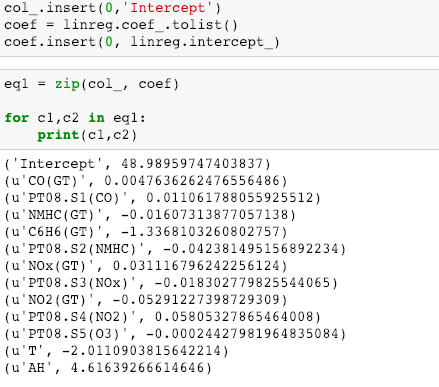 col_.insert(0,'Intercept')
coef = linreg.coef_.tolist()
coef.insert(0, linreg.intercept_)
eq1 = zip(col_, coef)
for c1,c2 in eq1:
print(c1,c2)
('Intercept', 48.98959747403837)
(u'CO(GT)', 0.0047636262476556486)
(u'PT08.S1(CO)', 0.011061788055925512)
(u'NMHC(GT)', -0.01607313877057138)
(u'C6H6(GT)', -1.3368103260802757)
(u'PT08.S2(NMHC)', -0.042381495156892234)
(u'NOx(GT)', 0.031116796242256124)
(u'PT08.S3(NOx)', -0.018302779825544065)
(u'NO2(GT)', -0.05291227398729309)
(u'PT08.S4(NO2)', 0.05805327865464008)
(u'PT08.S5(O3)', -0.00024427981964835084)
(u'T', -2.0110903815642214)
(u'AH', 4.61639266614646)